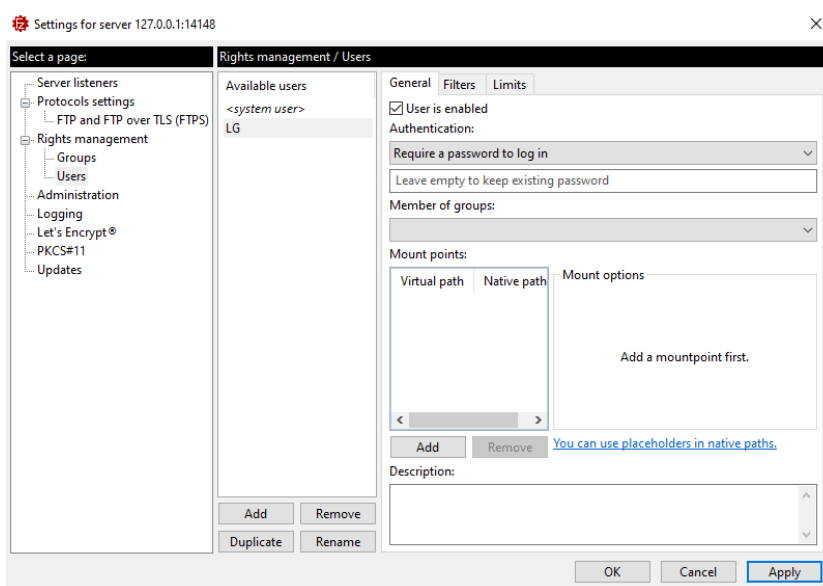 Settings for server 127.0.0.1:14148
Select a page:
Server listeners
Protocols settings
FTP and FTP over TLS (FTPS)
Rights management
Groups
Users
Administration
Logging
Let's Encrypt®
PKCS#11
Updates
Rights management / Users
Available users
<system user>
LG
Add
Remove
Duplicate
Rename
General
Filters
Limits
User is enabled
Authentication:
Require a password to log in
Leave empty to keep existing password
Member of groups:
Mount points:
Virtual path
Native path
Mount options
Add a mountpoint first.
Add
Remove
You can use placeholders in native paths.
Description:
OK
Cancel
Apply